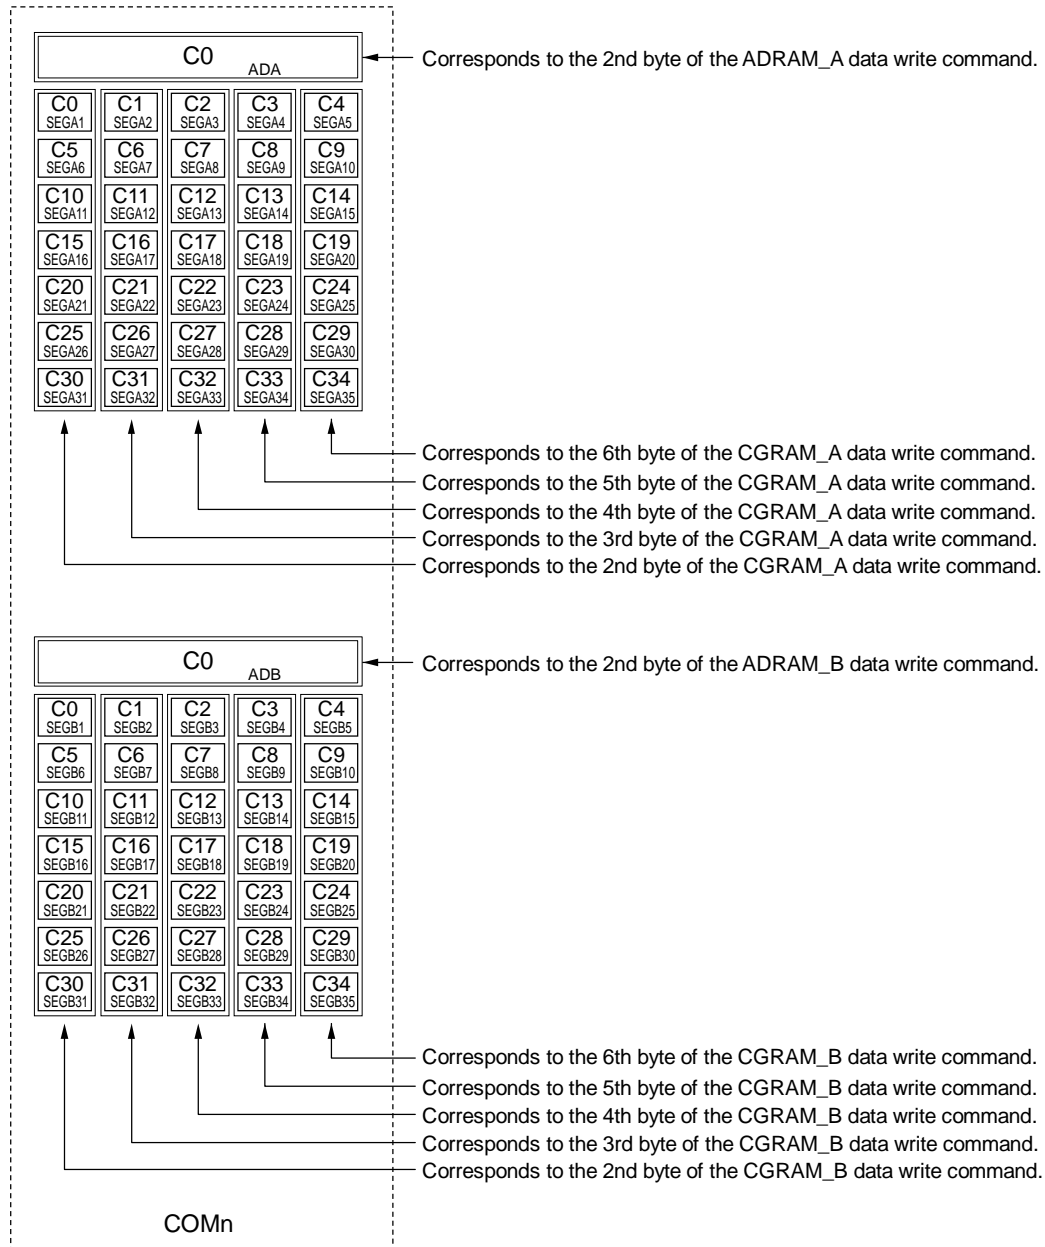 C0
ADA
Corresponds to the 2nd byte of the ADRAM_A data write command.
C0 C1 C2 C3 C4
SEGA1 SEGA2 SEGA3 SEGA4 SEGA5
C5 C6 C7 C8 C9
SEGA6 SEGA7 SEGA8 SEGA9 SEGA10
C10 C11 C12 C13 C14
SEGA11 SEGA12 SEGA13 SEGA14 SEGA15
C15 C16 C17 C18 C19
SEGA16 SEGA17 SEGA18 SEGA19 SEGA20
C20 C21 C22 C23 C24
SEGA21 SEGA22 SEGA23 SEGA24 SEGA25
C25 C26 C27 C28 C29
SEGA26 SEGA27 SEGA28 SEGA29 SEGA30
C30 C31 C32 C33 C34
SEGA31 SEGA32 SEGA33 SEGA34 SEGA35
Corresponds to the 6th byte of the CGRAM_A data write command.
Corresponds to the 5th byte of the CGRAM_A data write command.
Corresponds to the 4th byte of the CGRAM_A data write command.
Corresponds to the 3rd byte of the CGRAM_A data write command.
Corresponds to the 2nd byte of the CGRAM_A data write command.
C0
ADB
Corresponds to the 2nd byte of the ADRAM_B data write command.
C0 C1 C2 C3 C4
SEGB1 SEGB2 SEGB3 SEGB4 SEGB5
C5 C6 C7 C8 C9
SEGB6 SEGB7 SEGB8 SEGB9 SEGB10
C10 C11 C12 C13 C14
SEGB11 SEGB12 SEGB13 SEGB14 SEGB15
C15 C16 C17 C18 C19
SEGB16 SEGB17 SEGB18 SEGB19 SEGB20
C20 C21 C22 C23 C24
SEGB21 SEGB22 SEGB23 SEGB24 SEGB25
C25 C26 C27 C28 C29
SEGB26 SEGB27 SEGB28 SEGB29 SEGB30
C30 C31 C32 C33 C34
SEGB31 SEGB32 SEGB33 SEGB34 SEGB35
Corresponds to the 6th byte of the CGRAM_B data write command.
Corresponds to the 5th byte of the CGRAM_B data write command.
Corresponds to the 4th byte of the CGRAM_B data write command.
Corresponds to the 3rd byte of the CGRAM_B data write command.
Corresponds to the 2nd byte of the CGRAM_B data write command.
COMn